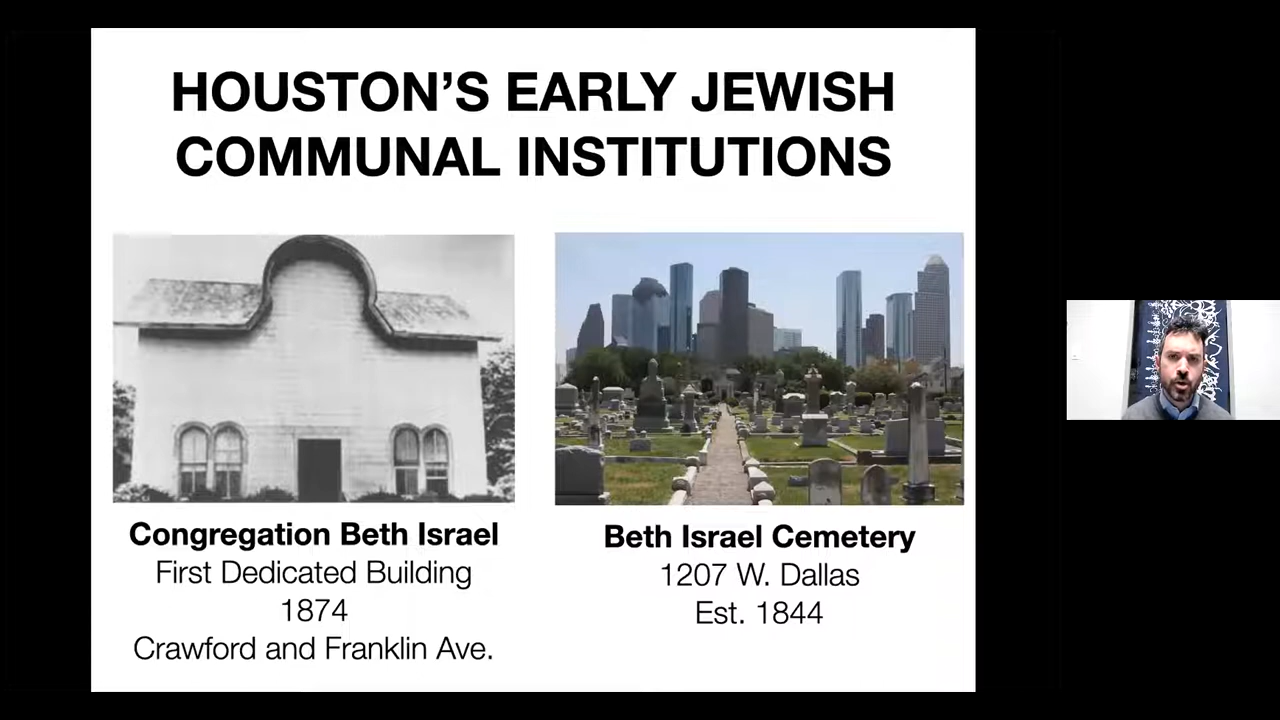 HOUSTON’S EARLY JEWISH
COMMUNAL INSTITUTIONS
Congregation Beth Israel
First Dedicated Building
1874
Crawford and Franklin Ave.
Beth Israel Cemetery
1207 W. Dallas
Est. 1844